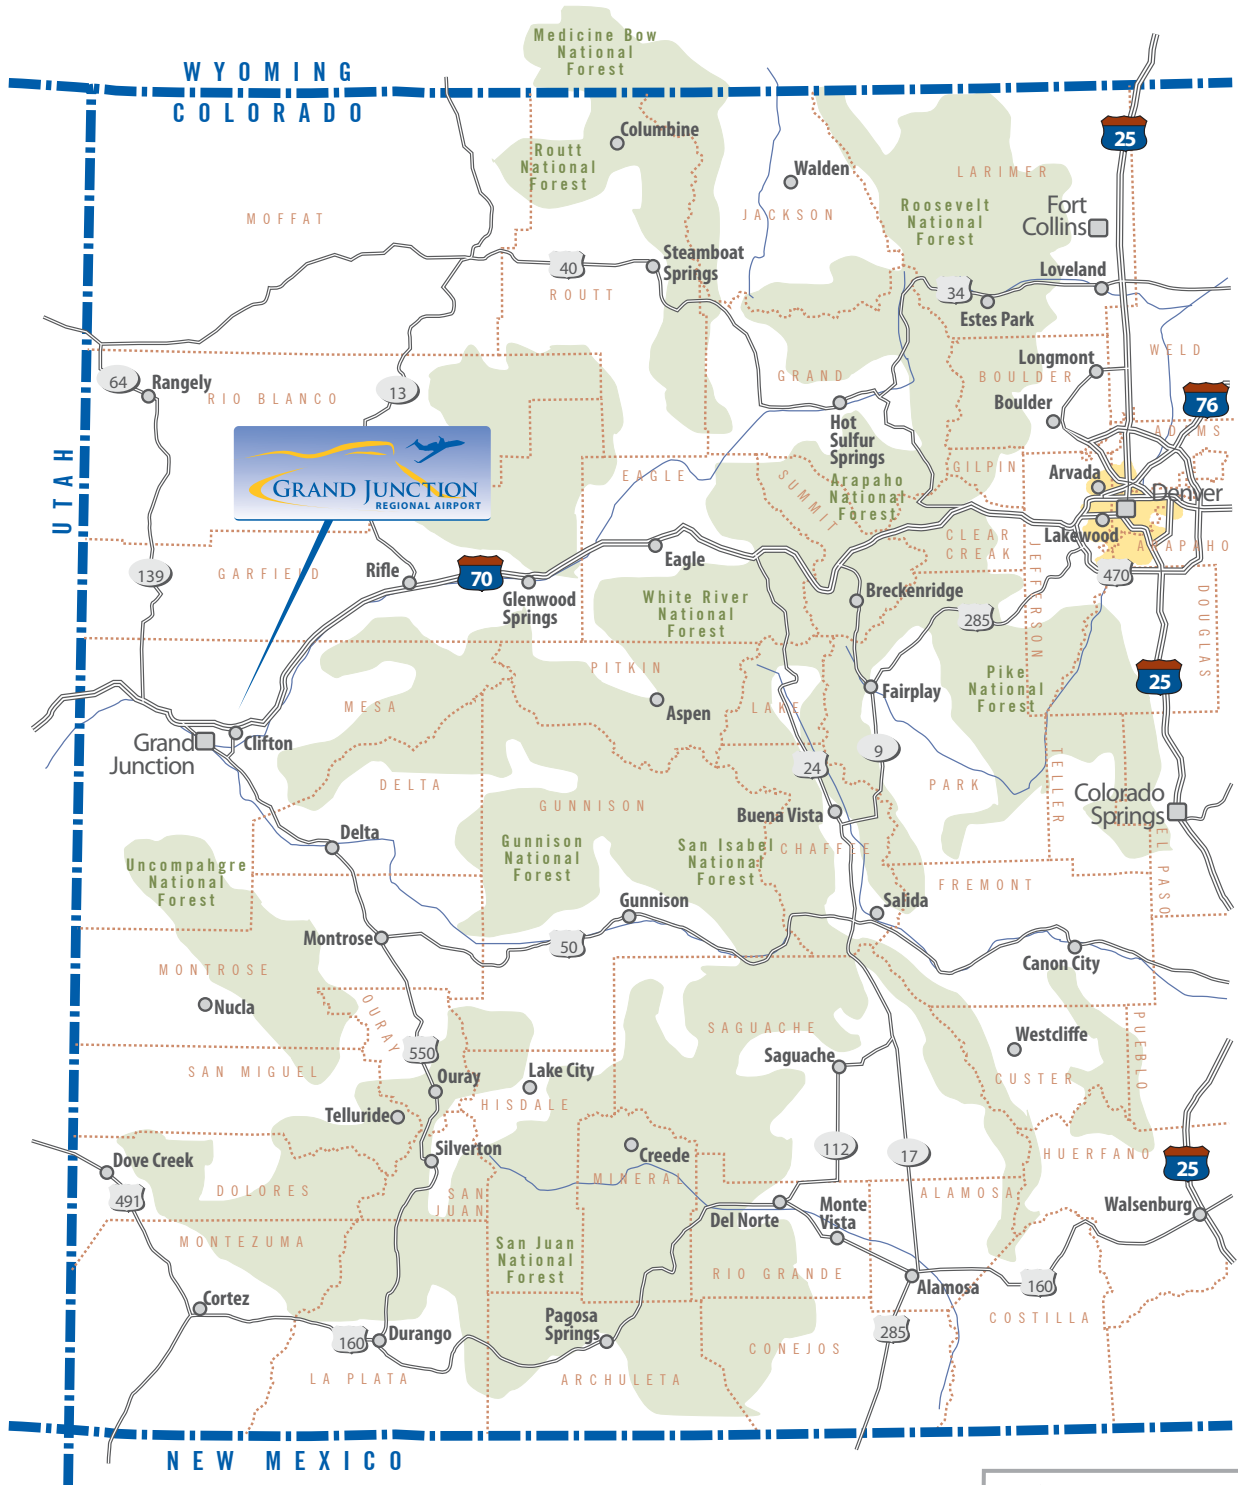 Medicine Bow
National
Forest
WYOMING
COLORADO
25
Columbine
Routt
National
Forest
Walden
LARIMER
Roosevelt
National
Forest
Fort
Collins
MOFFAT
JACKSON
Steamboat
Springs
40
ROUTT
Loveland
34
Estes Park
WELD
Longmont
BOULDER
64
Rangely
RIO BLANCO
13
GRAND
Boulder
76
Hot
Sulfur
Springs
ADAMS
UTAH
GRAND JUNCTION
REGIONAL AIRPORT
EAGLE
SUMMIT
Arapaho
National
Forest
GILPIN
Arvada
Denver
Lakewood
CLEAR
CREAK
JEFFERSON
ARAPAHO
139
GARFIELD
Rifle
70
Glenwood
Springs
Eagle
White River
National
Forest
Breckenridge
285
470
DOUGLAS
PITKIN
Pike
National
Forest
25
MESA
Aspen
LAKE
Fairplay
Grand
Junction
Clifton
9
24
TELLER
DELTA
GUNNISON
PARK
Colorado
Springs
Buena Vista
Delta
Gunnison
National
Forest
San Isabel
National
Forest
CHAFFEE
EL PASO
Uncompahgre
National
Forest
FREMONT
Gunnison
Salida
Montrose
50
Canon City
MONTROSE
Nucla
OURAY
SAGUACHE
Westcliffe
PUEBLO
550
Saguache
SAN MIGUEL
Ouray
Lake City
HISDALE
CUSTER
Telluride
Silverton
Creede
112
17
HUERFANO
25
Dove Creek
491
DOLORES
SAN
JUAN
MINERAL
ALAMOSA
Walsenburg
Del Norte
Monte
Vista
MONTEZUMA
San Juan
National
Forest
RIO GRANDE
Alamosa
160
Cortez
Pagosa
Springs
COSTILLA
160
Durango
285
CONEJOS
LA PLATA
ARCHULETA
NEW MEXICO